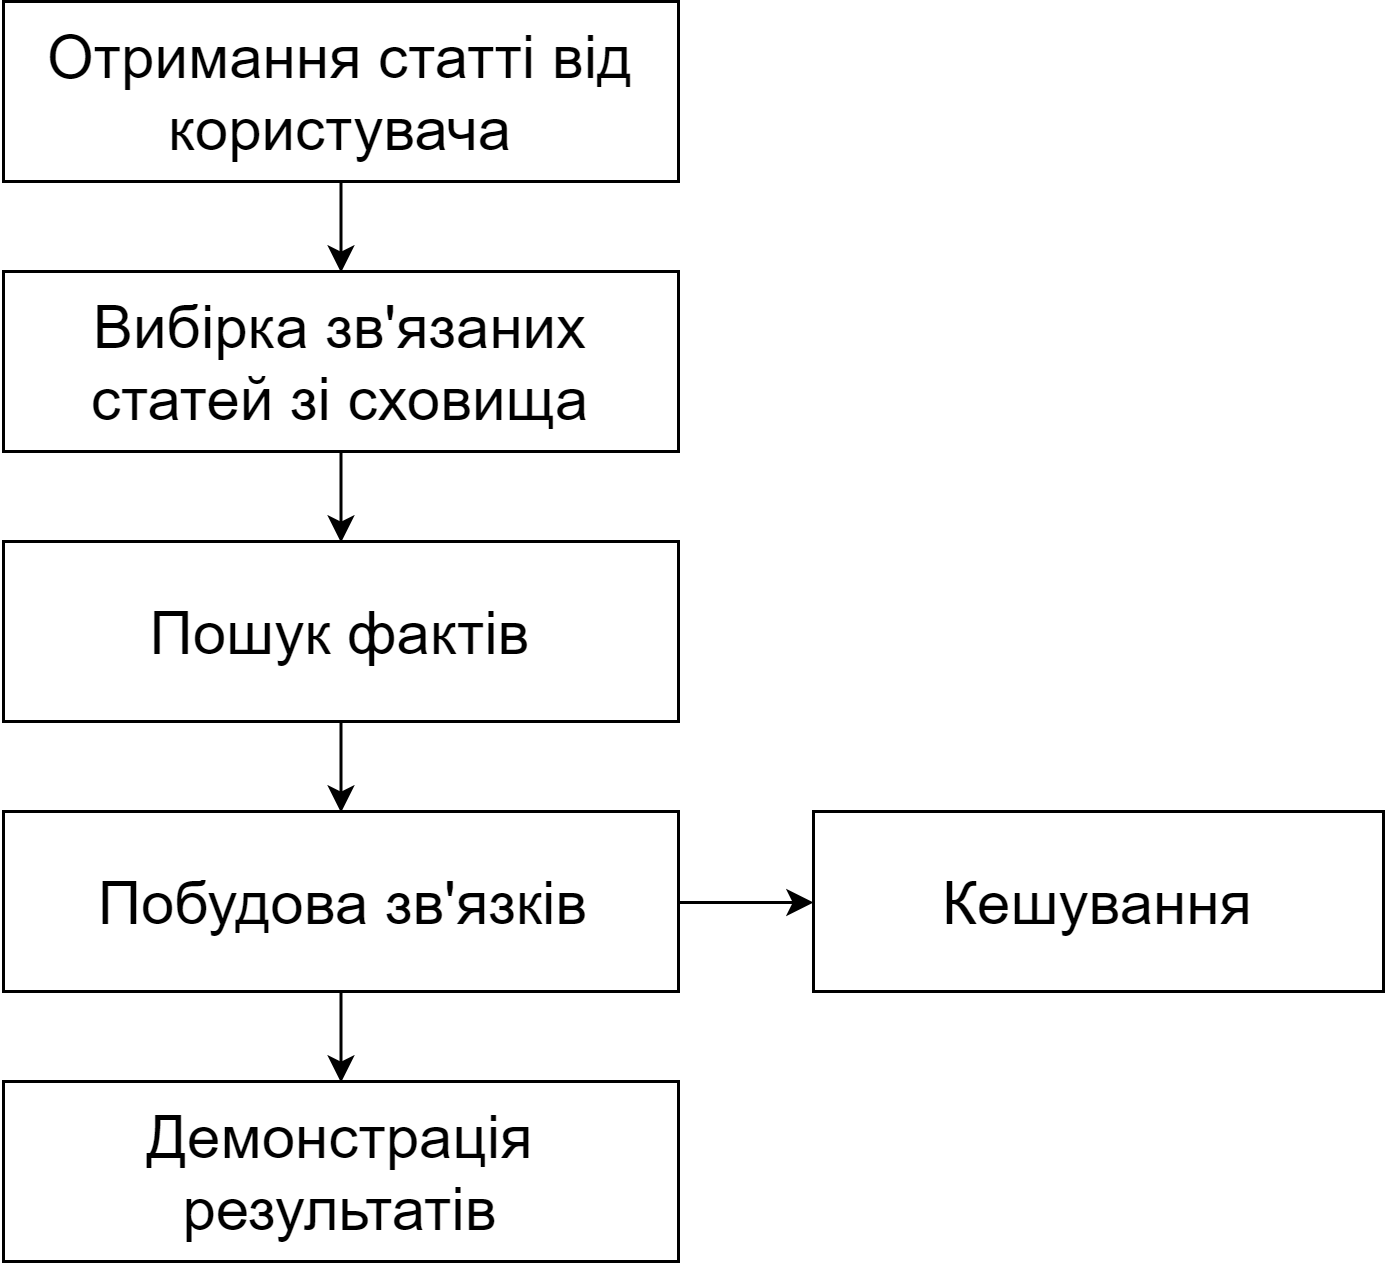 Отримання статті від
користувача
Вибірка зв'язаних
статей зі сховища
Пошук фактів
Побудова зв'язків
Кешування
Демонстрація
результатів